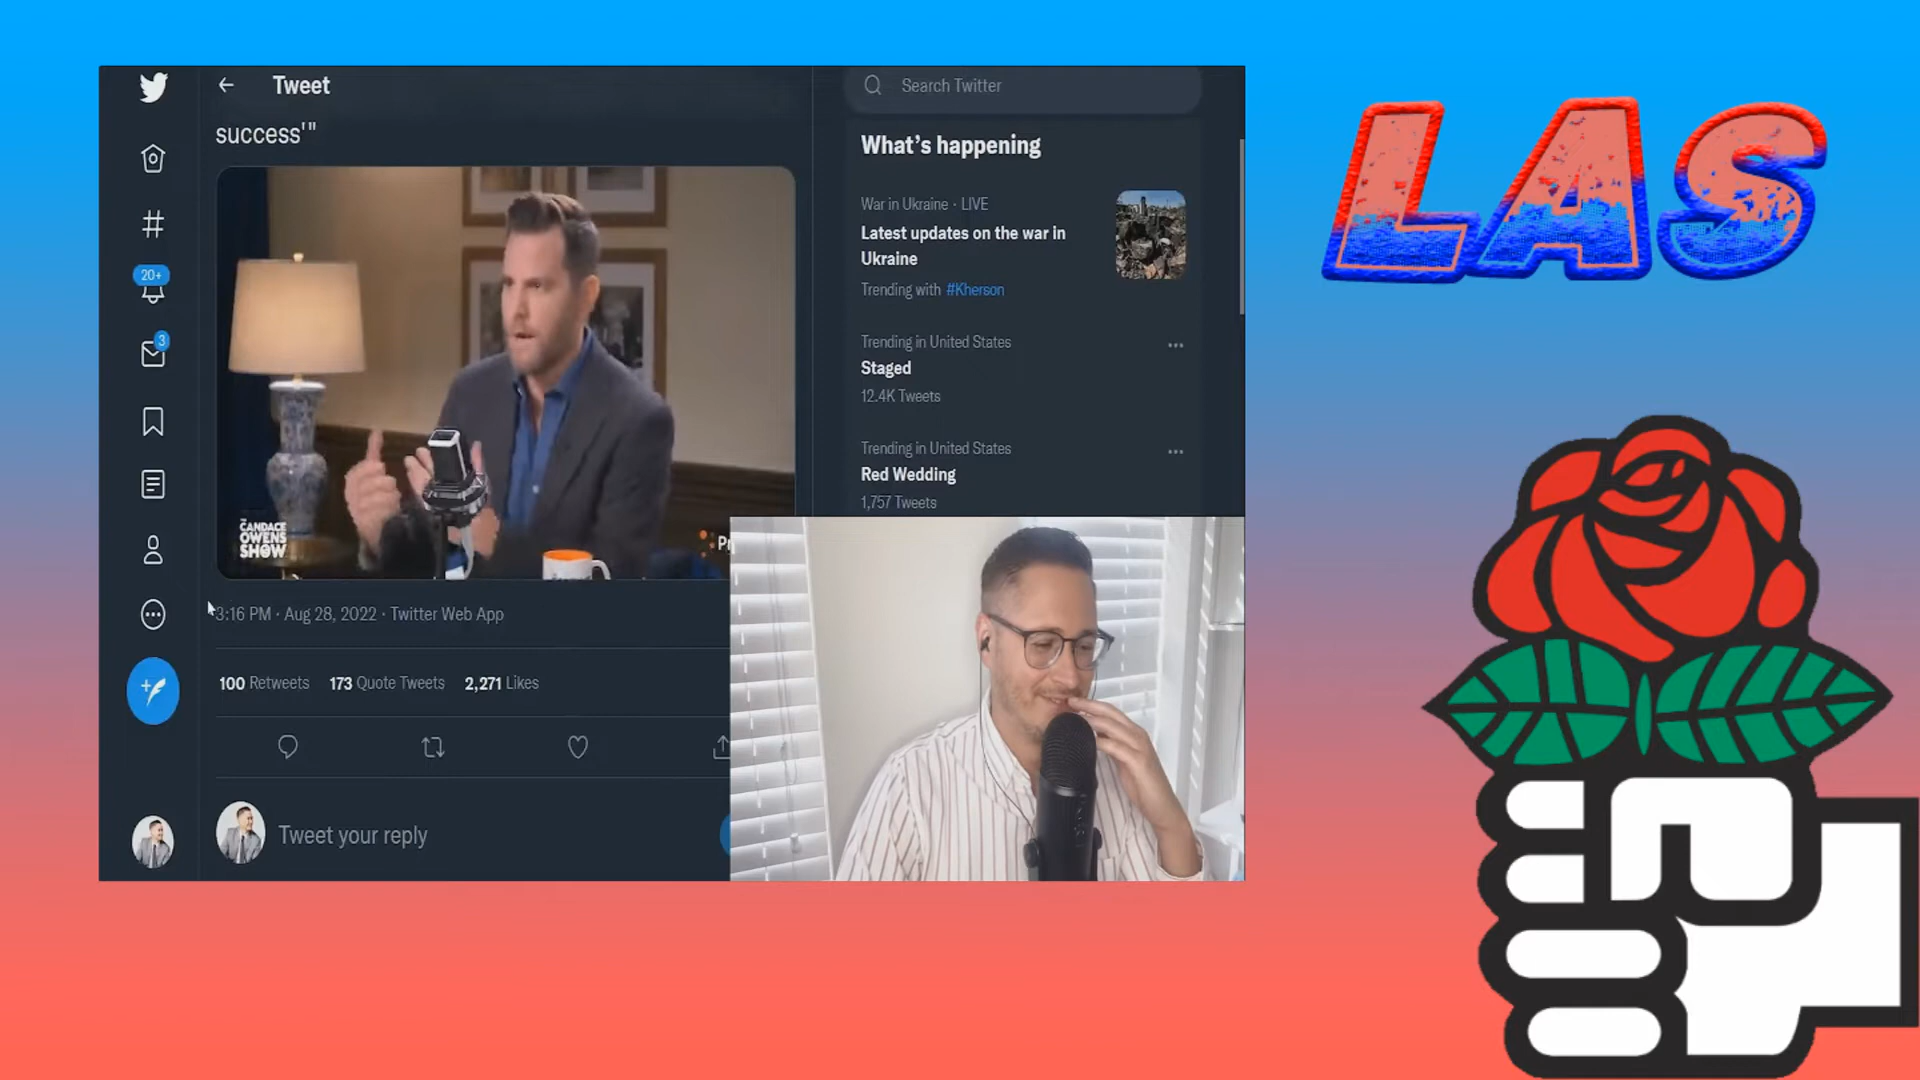 Tweet
Search Twitter
success'"
What's happening
War in Ukraine · LIVE
Latest updates on the war in
Ukraine
Trending with #Kherson
20+
3
Trending in United States
Staged
12.4K Tweets
Trending in United States
Red Wedding
1,757 Tweets
CANDACE
OWENS
SHOW
3:16 PM · Aug 28, 2022 · Twitter Web App
100 Retweets 173 Quote Tweets 2,271 Likes
Tweet your reply
LAS